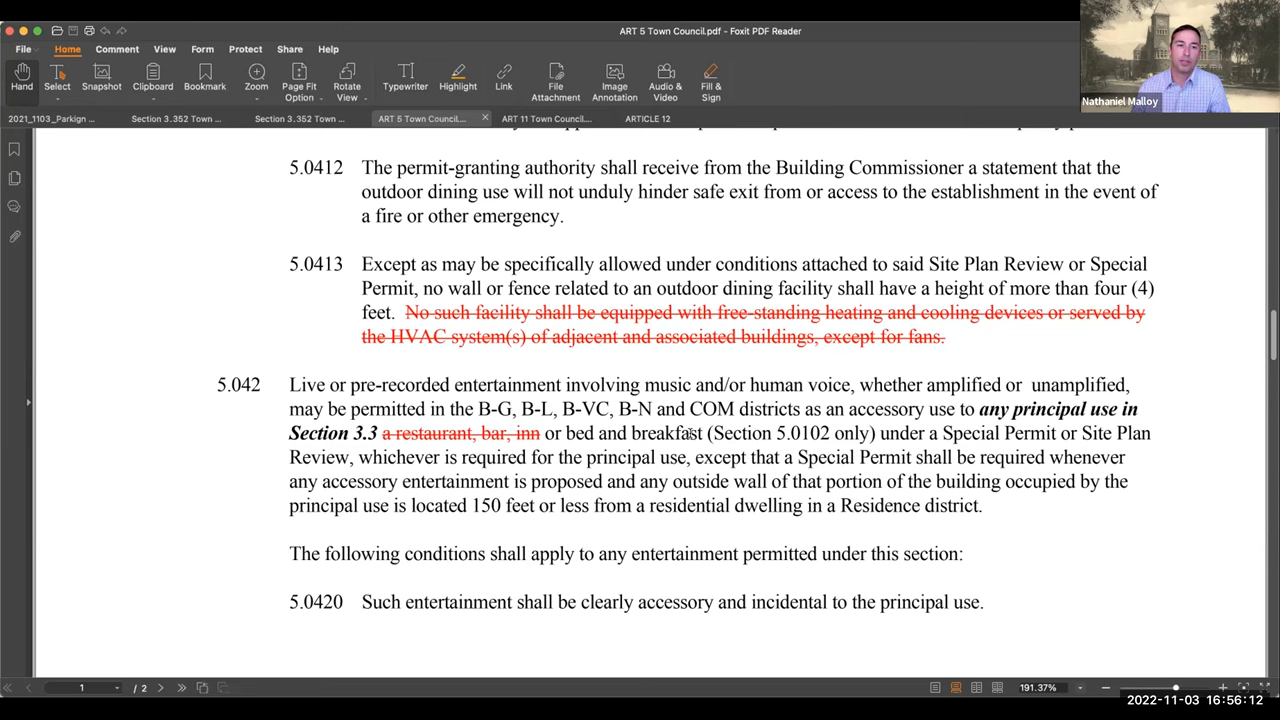 ART 5 Town Council.pdf - Foxit PDF Reader
File Home Comment View Form Protect Share Help
Hand Select Snapshot Clipboard Bookmark Zoom Page Fit Option Rotate View Typewriter Highlight Link File Attachment Image Annotation Audio & Video Fill & Sign
Nathaniel Malloy
2021_1103_Parkign ... Section 3.352 Town ... Section 3.352 Town ... ART 5 Town Council.... ART 11 Town Council.... ARTICLE 12
5.0412 The permit-granting authority shall receive from the Building Commissioner a statement that the
outdoor dining use will not unduly hinder safe exit from or access to the establishment in the event of
a fire or other emergency.
5.0413 Except as may be specifically allowed under conditions attached to said Site Plan Review or Special
Permit, no wall or fence related to an outdoor dining facility shall have a height of more than four (4)
feet. No such facility shall be equipped with free-standing heating and cooling devices or served by
the HVAC system(s) of adjacent and associated buildings, except for fans.
5.042 Live or pre-recorded entertainment involving music and/or human voice, whether amplified or unamplified,
may be permitted in the B-G, B-L, B-VC, B-N and COM districts as an accessory use to any principal use in
Section 3.3 a restaurant, bar, inn or bed and breakfast (Section 5.0102 only) under a Special Permit or Site Plan
Review, whichever is required for the principal use, except that a Special Permit shall be required whenever
any accessory entertainment is proposed and any outside wall of that portion of the building occupied by the
principal use is located 150 feet or less from a residential dwelling in a Residence district.
The following conditions shall apply to any entertainment permitted under this section:
5.0420 Such entertainment shall be clearly accessory and incidental to the principal use.
1 / 2 191.37%
2022-11-03 16:56:12